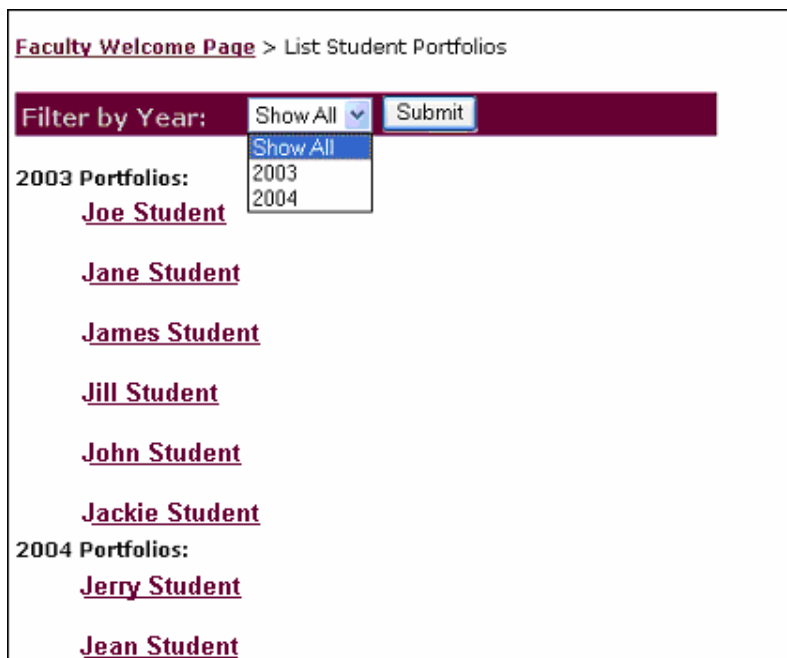 Faculty Welcome Page > List Student Portfolios
Filter by Year: Show All Submit
Show All
2003
2004
2003 Portfolios:
Joe Student
Jane Student
James Student
Jill Student
John Student
Jackie Student
2004 Portfolios:
Jerry Student
Jean Student